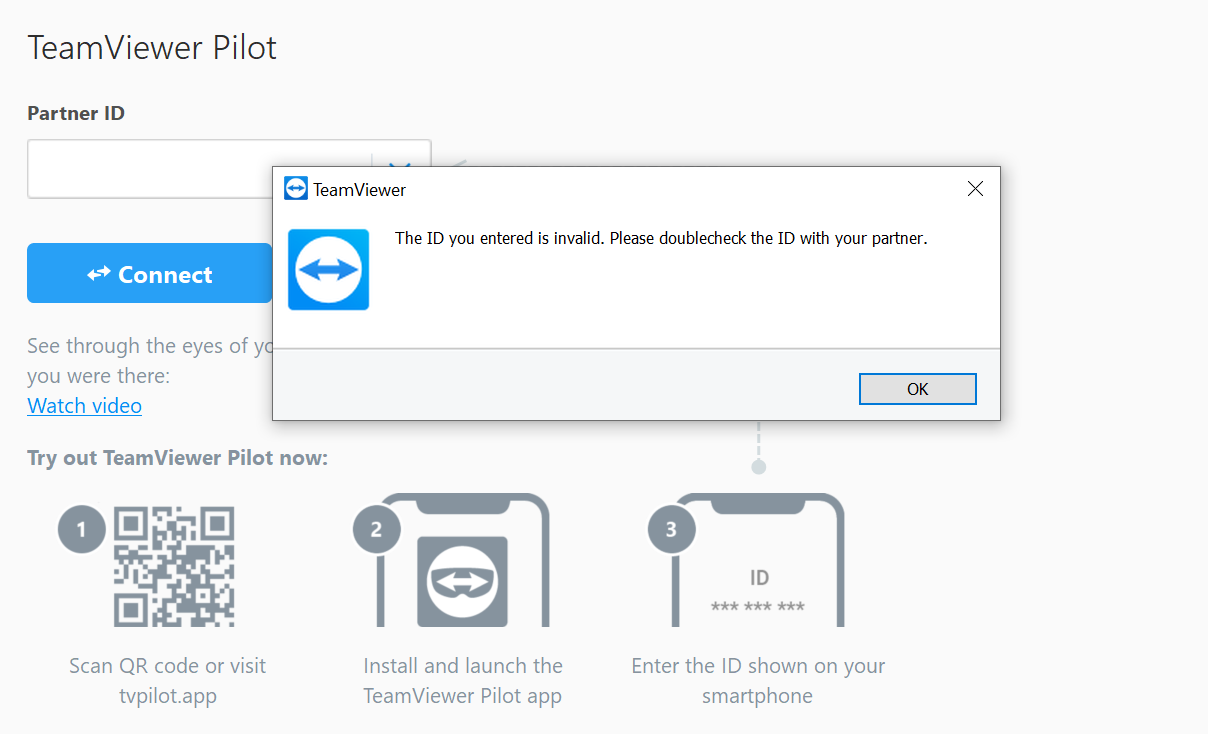 TeamViewer Pilot
Partner ID
TeamViewer
The ID you entered is invalid. Please doublecheck the ID with your partner.
OK
Connect
See through the eyes of
you were there:
Watch video
Try out TeamViewer Pilot now:
1
2
3
ID
*** *** ***
Scan QR code or visit
tvpilot.app
Install and launch the
TeamViewer Pilot app
Enter the ID shown on your
smartphone